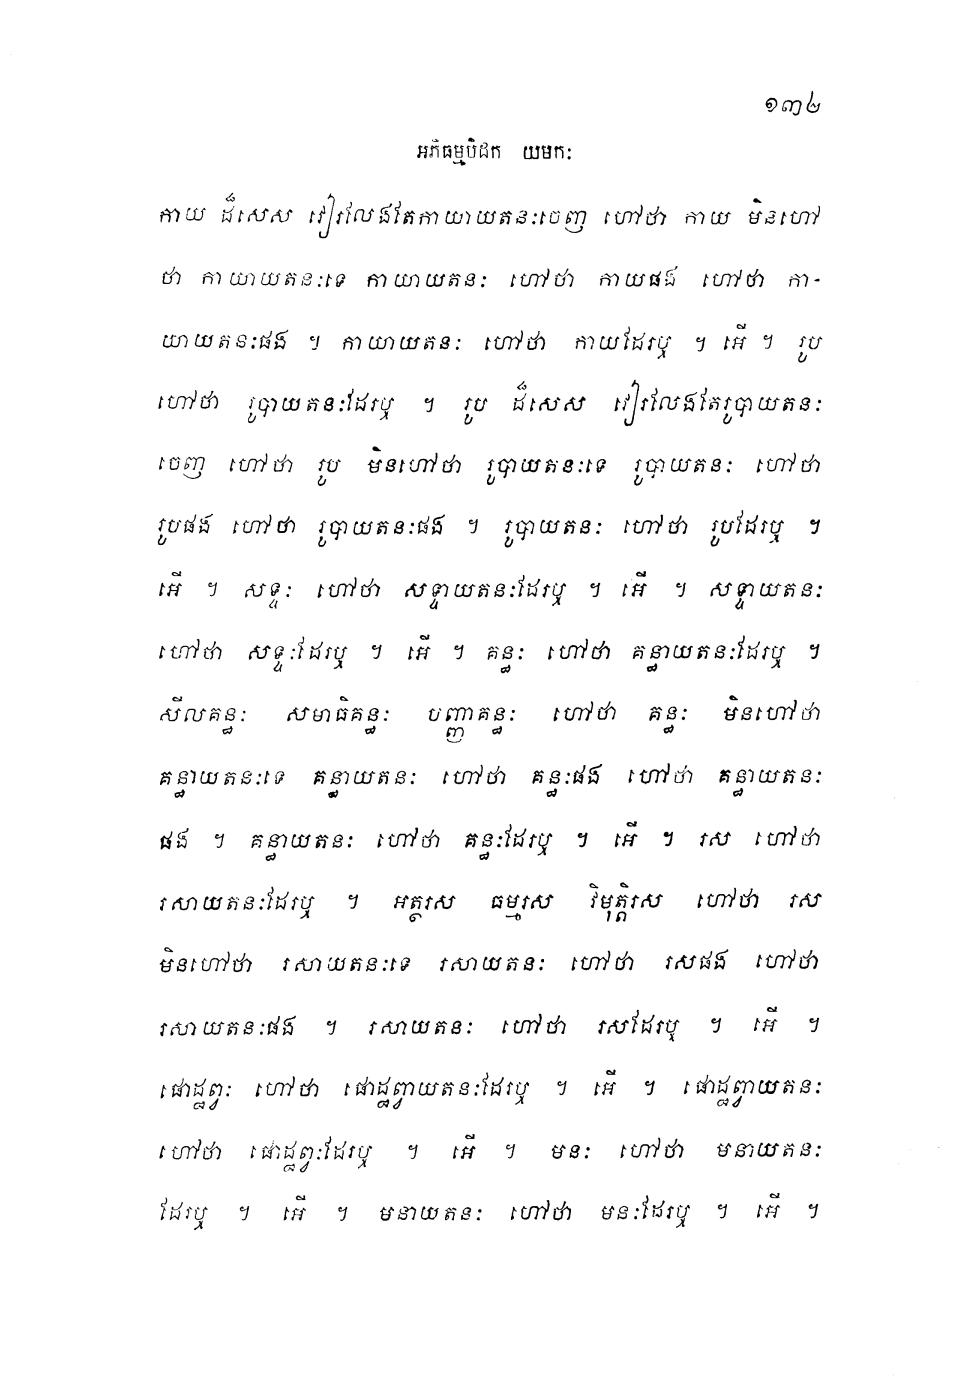 ១៣២
អភិធម្មបិដក យមកៈ
កាយ ដ៏សេស វៀរលែងតែកាយាយតនៈចេញ ហៅថា កាយ មិនហៅ
ថា កាយាយតនៈទេ កាយាយតនៈ ហៅថា កាយផង ហៅថា កា-
យាយតនៈផង ។ កាយាយតនៈ ហៅថា កាយដែរឬ ។ អើ ។ រូប
ហៅថា រូបាយតនៈដែរឬ ។ រូប ដ៏សេស វៀរលែងតែរូបាយតនៈ
ចេញ ហៅថា រូប មិនហៅថា រូបាយតនៈទេ រូបាយតនៈ ហៅថា
រូបផង ហៅថា រូបាយតនៈផង ។ រូបាយតនៈ ហៅថា រូបដែរឬ ។
អើ ។ សទ្ទៈ ហៅថា សទ្ទាយតនៈដែរឬ ។ អើ ។ សទ្ទាយតនៈ
ហៅថា សទ្ទៈដែរឬ ។ អើ ។ គន្ធៈ ហៅថា គន្ធាយតនៈដែរឬ ។
សីលគន្ធៈ សមាធិគន្ធៈ បញ្ញាគន្ធៈ ហៅថា គន្ធៈ មិនហៅថា
គន្ធាយតនៈទេ គន្ធាយតនៈ ហៅថា គន្ធៈផង ហៅថា គន្ធាយតនៈ
ផង ។ គន្ធាយតនៈ ហៅថា គន្ធៈដែរឬ ។ អើ ។ រស ហៅថា
រសាយតនៈដែរឬ ។ អត្ថរស ធម្មរស វិមុត្តិរស ហៅថា រស
មិនហៅថា រសាយតនៈទេ រសាយតនៈ ហៅថា រសផង ហៅថា
រសាយតនៈផង ។ រសាយតនៈ ហៅថា រសដែរឬ ។ អើ ។
ផោដ្ឋព្វៈ ហៅថា ផោដ្ឋព្វាយតនៈដែរឬ ។ អើ ។ ផោដ្ឋព្វាយតនៈ
ហៅថា ផោដ្ឋព្វៈដែរឬ ។ អើ ។ មនៈ ហៅថា មនាយតនៈ
ដែរឬ ។ អើ ។ មនាយតនៈ ហៅថា មនៈដែរឬ ។ អើ ។